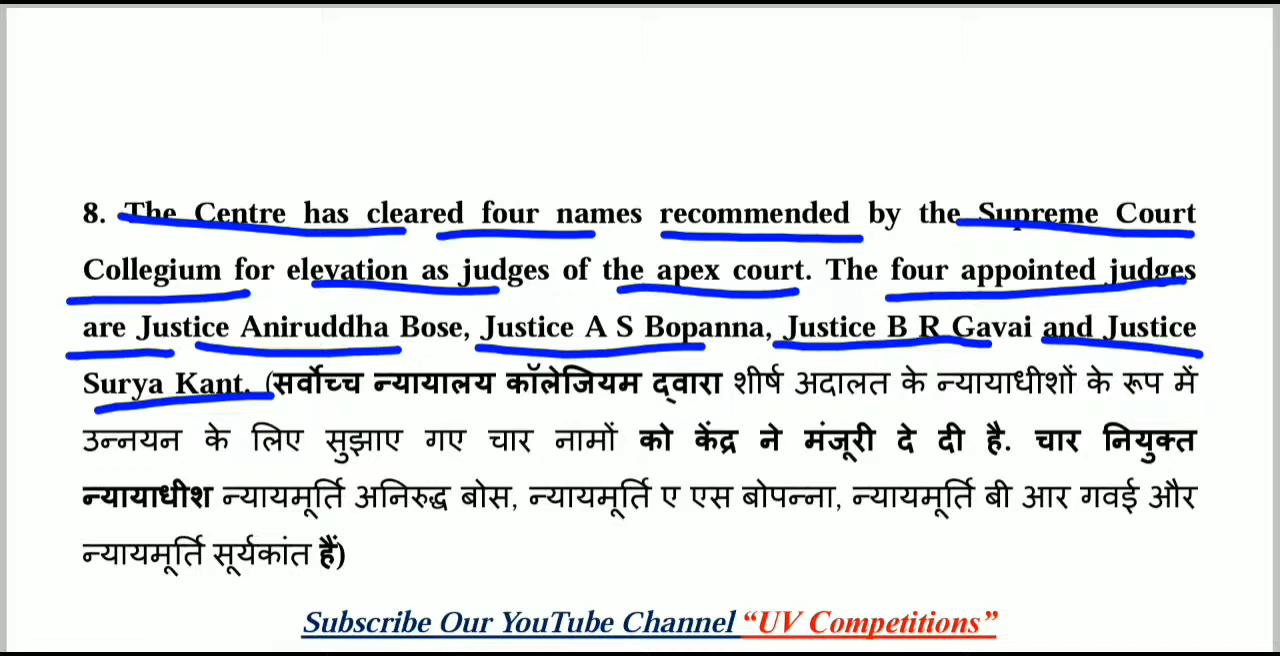 8. The Centre has cleared four names recommended by the Supreme Court
Collegium for elevation as judges of the apex court. The four appointed judges
are Justice Aniruddha Bose, Justice A S Bopanna, Justice B R Gavai and Justice
Surya Kant. (सर्वोच्च न्यायालय कॉलेजियम द्वारा शीर्ष अदालत के न्यायाधीशों के रूप में
उन्नयन के लिए सुझाए गए चार नामों को केंद्र ने मंजूरी दे दी है. चार नियुक्त
न्यायाधीश न्यायमूर्ति अनिरुद्ध बोस, न्यायमूर्ति ए एस बोपन्ना, न्यायमूर्ति बी आर गवई और
न्यायमूर्ति सूर्यकांत हैं)
Subscribe Our YouTube Channel “UV Competitions”